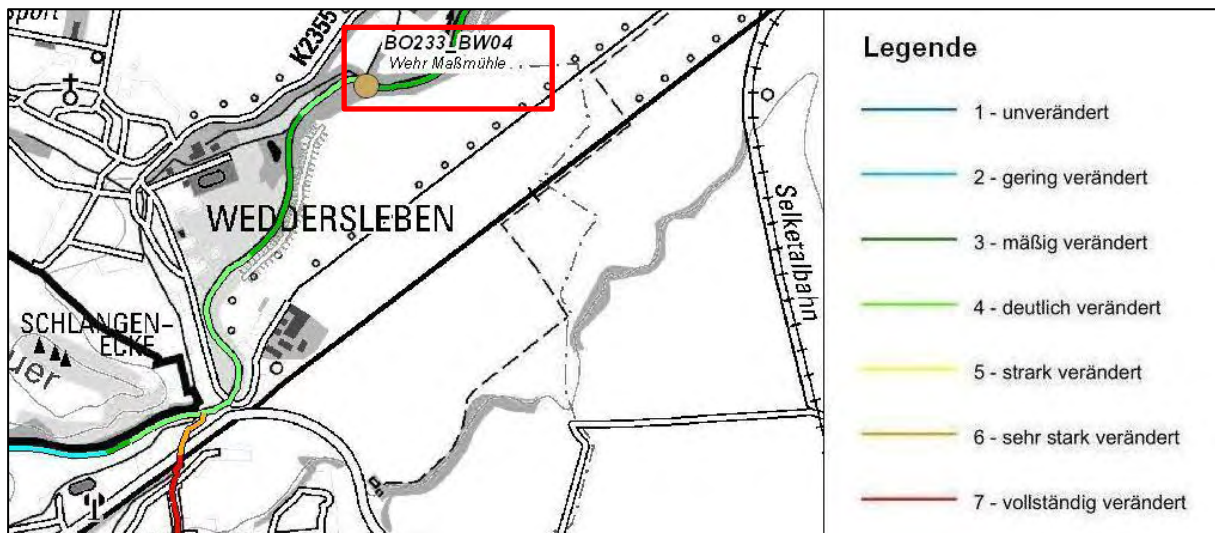 K2355
BO233_BW04
Wehr Maßmühle
WEDDERSLEBEN
SCHLANGEN-
ECKE
uer
Selketalbahn
Legende
1 - unverändert
2 - gering verändert
3 - mäßig verändert
4 - deutlich verändert
5 - strark verändert
6 - sehr stark verändert
7 - vollständig verändert